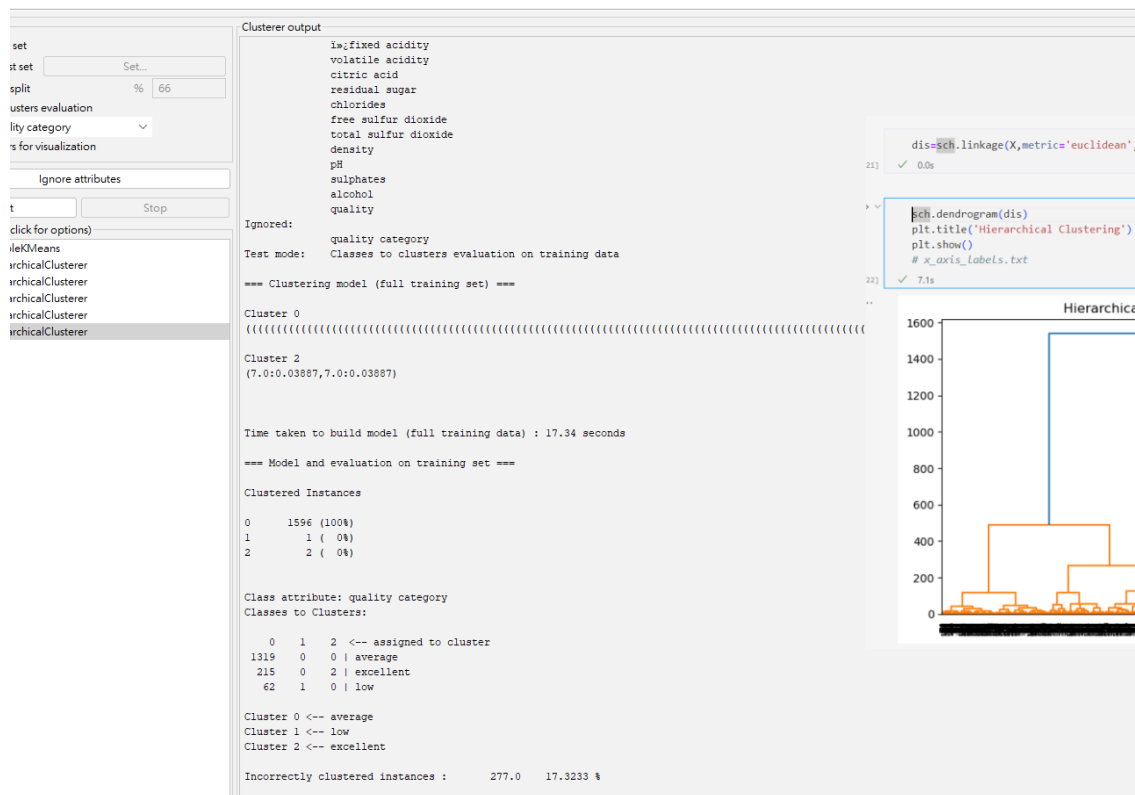 Clusterer output
set
st set
Set...
split
%
66
usters evaluation
lity category
rs for visualization
Ignore attributes
t
Stop
click for options)
leKMeans
archicalClusterer
archicalClusterer
archicalClusterer
archicalClusterer
archicalClusterer
ï»¿fixed acidity
volatile acidity
citric acid
residual sugar
chlorides
free sulfur dioxide
total sulfur dioxide
density
pH
sulphates
alcohol
quality
Ignored:
quality category
Test mode: Classes to clusters evaluation on training data
=== Clustering model (full training set) ===
Cluster 0
Cluster 2
(7.0:0.03887,7.0:0.03887)
Time taken to build model (full training data) : 17.34 seconds
=== Model and evaluation on training set ===
Clustered Instances
0 1596 (100%)
1 1 ( 0%)
2 2 ( 0%)
Class attribute: quality category
Classes to Clusters:
0 1 2 <-- assigned to cluster
1319 0 0 | average
215 0 2 | excellent
62 1 0 | low
Cluster 0 <-- average
Cluster 1 <-- low
Cluster 2 <-- excellent
Incorrectly clustered instances : 277.0 17.3233 %
dis=sch.linkage(X,metric='euclidean',
21]
0.0s
sch.dendrogram(dis)
plt.title('Hierarchical Clustering')
plt.show()
# x_axis_labels.txt
22]
7.1s
Hierarchica
1600
1400
1200
1000
800
600
400
200
0